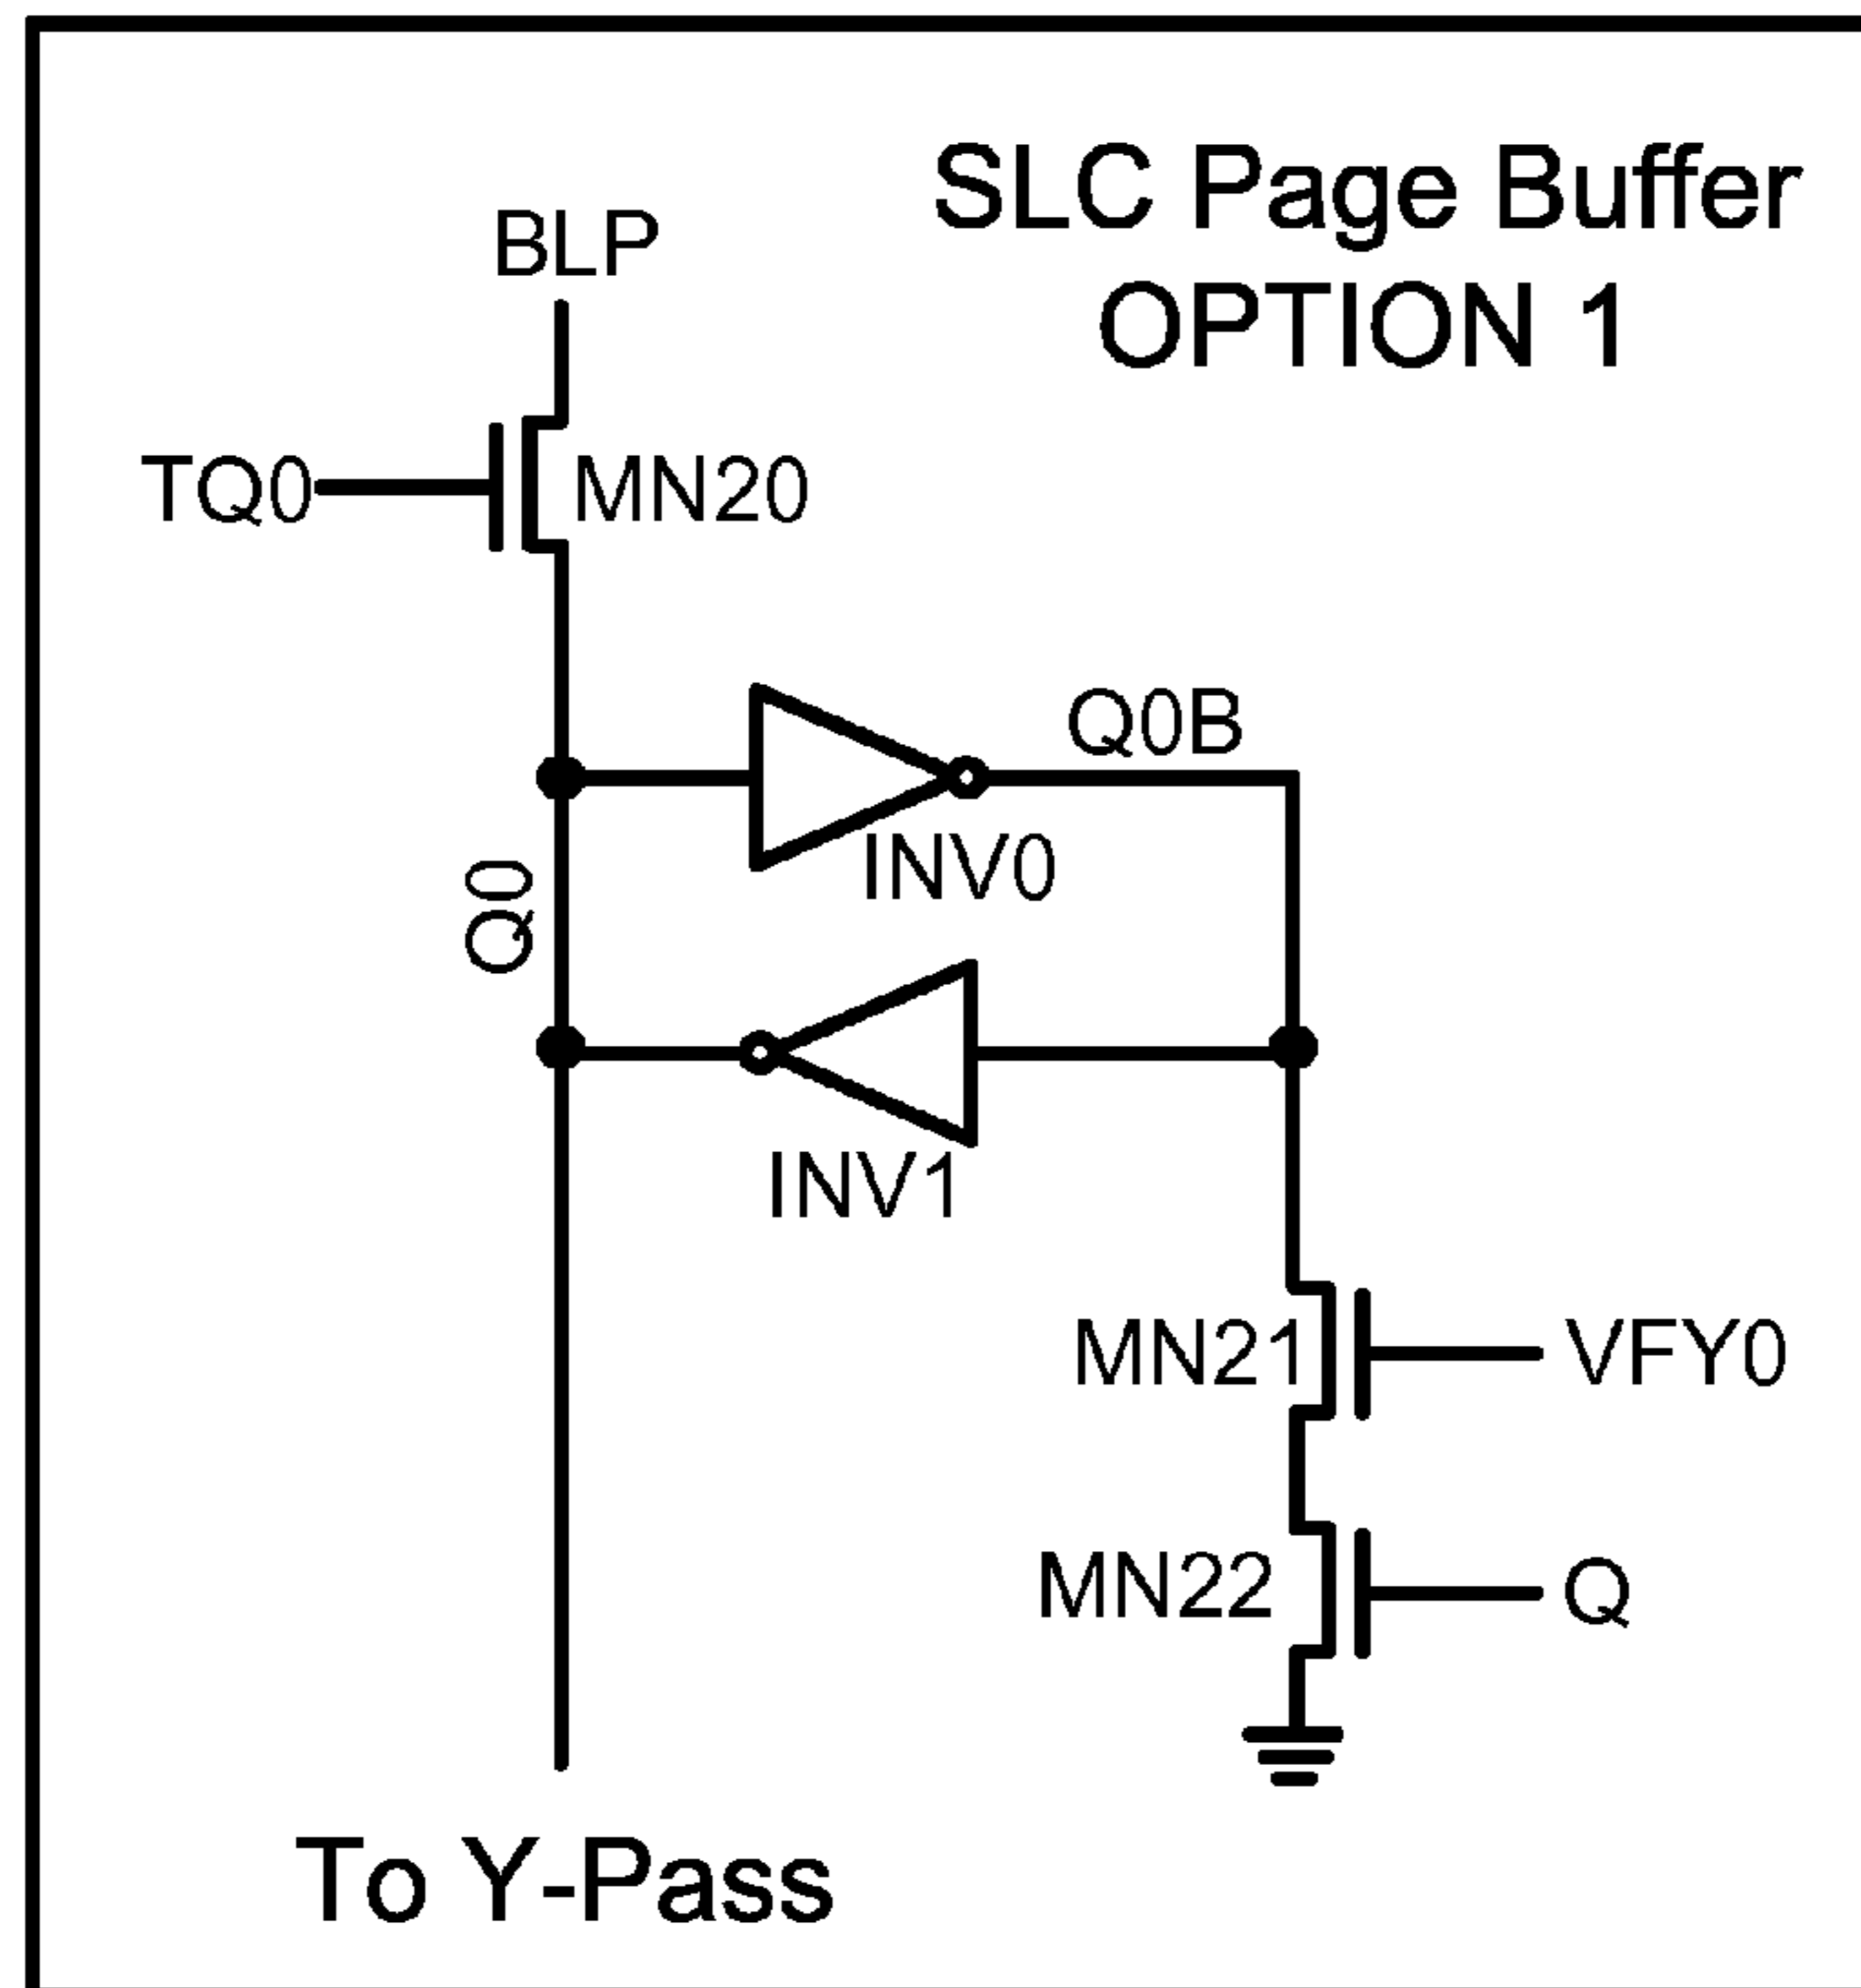 SLC Page Buffer
OPTION 1
BLP
TQ0
MN20
Q0B
INV0
Q0
INV1
MN21
VFY0
MN22
Q
To Y-Pass